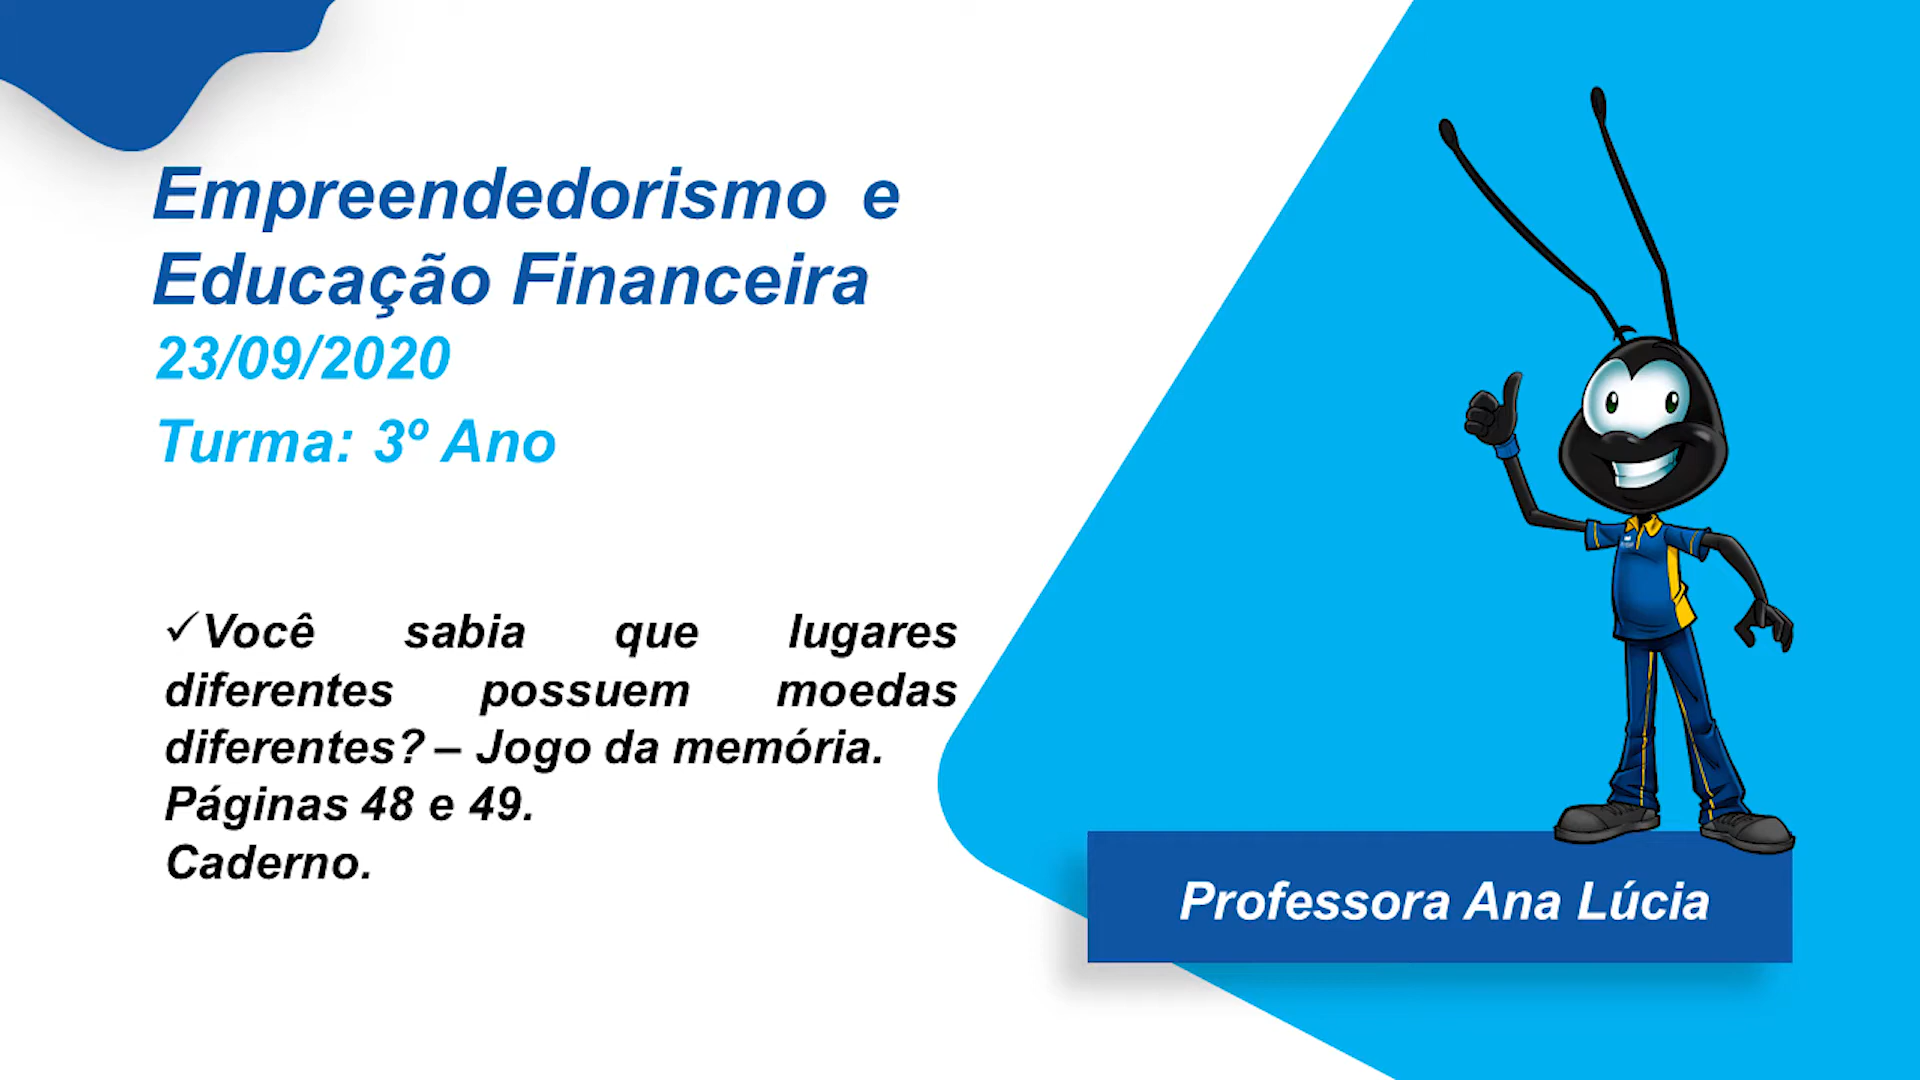 Empreendedorismo e
Educação Financeira
23/09/2020
Turma: 3º Ano
✓Você sabia que lugares
diferentes possuem moedas
diferentes? – Jogo da memória.
Páginas 48 e 49.
Caderno.
Professora Ana Lúcia